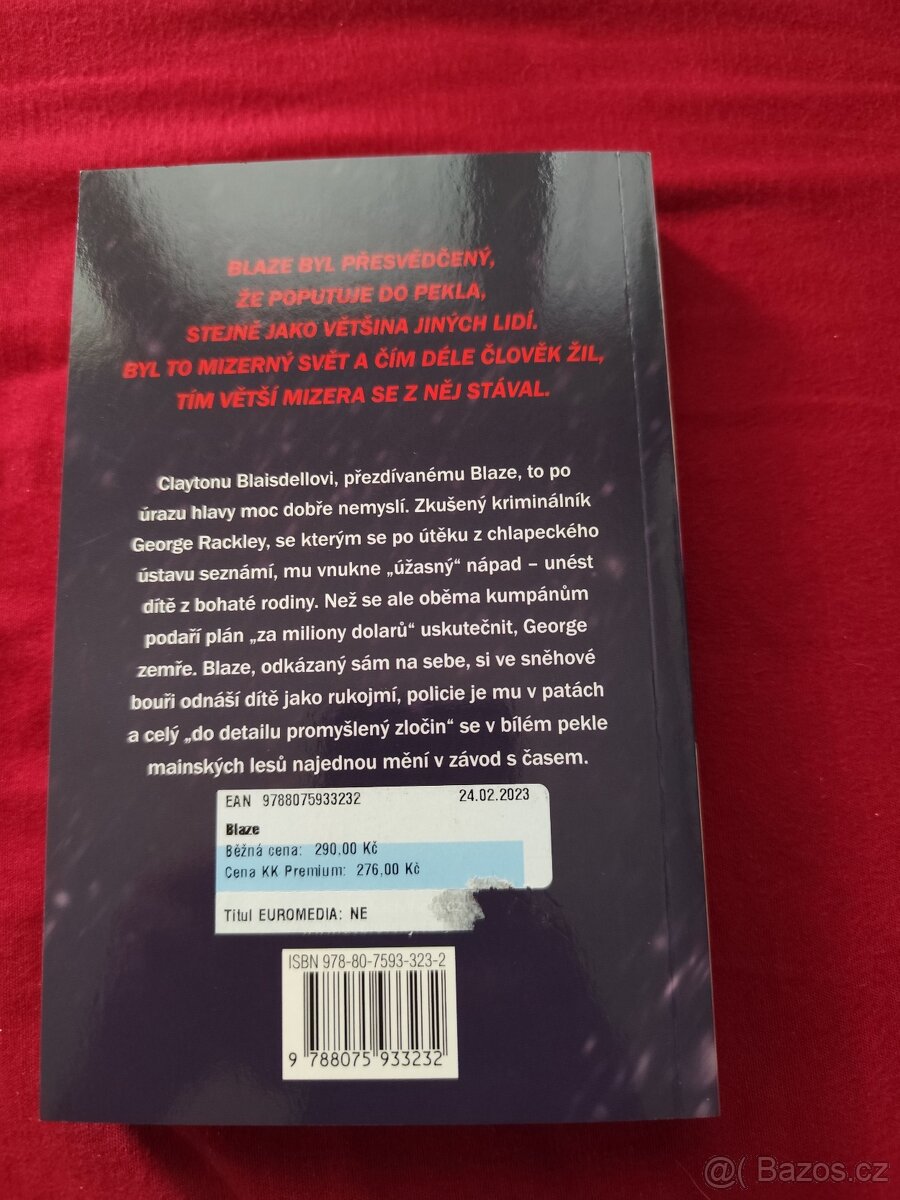 BLAZE BYL PŘESVĚDČENÝ,
ŽE POPUTUJE DO PEKLA,
STEJNĚ JAKO VĚTŠINA JINÝCH LIDÍ.
BYL TO MIZERNÝ SVĚT A ČÍM DÉLE ČLOVĚK ŽIL,
TÍM VĚTŠÍ MIZERA SE Z NĚJ STÁVAL.
Claytonu Blaisdellovi, přezdívanému Blaze, to po
úrazu hlavy moc dobře nemyslí. Zkušený kriminálník
George Rackley, se kterým se po útěku z chlapeckého
ústavu seznámí, mu vnukne „úžasný“ nápad – unést
dítě z bohaté rodiny. Než se ale oběma kumpánům
podaří plán „za miliony dolarů“ uskutečnit, George
zemře. Blaze, odkázaný sám na sebe, si ve sněhové
bouři odnáší dítě jako rukojmí, policie je mu v patách
a celý „do detailu promyšlený zločin“ se v bílém pekle
mainských lesů najednou mění v závod s časem.
EAN 9788075933232 24.02.2023
Blaze
Běžná cena: 290,00 Kč
Cena KK Premium: 276,00 Kč
Titul EUROMEDIA: NE
ISBN 978-80-7593-323-2
9 788075 933232
@( Bazos.cz